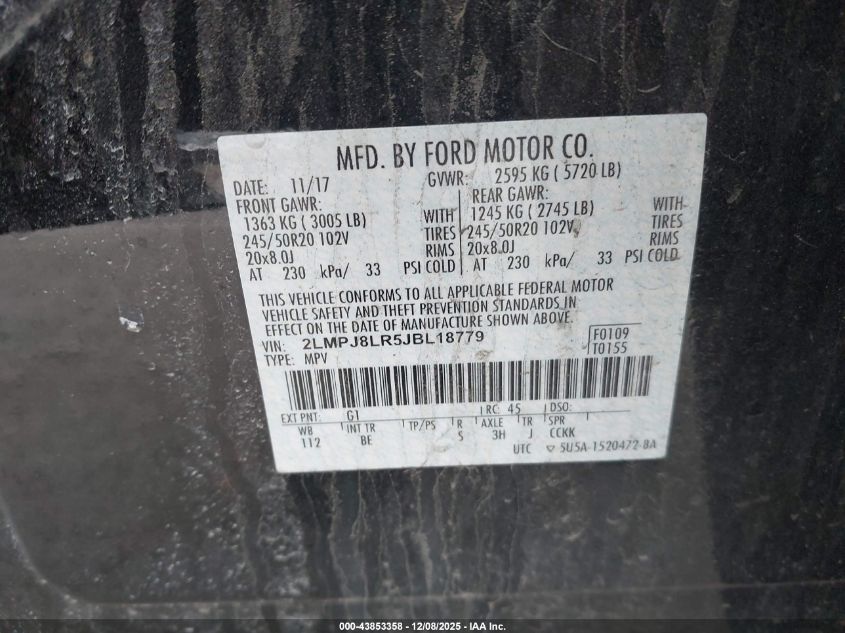 MFD. BY FORD MOTOR CO.
DATE: 11/17 GVWR: 2595 KG ( 5720 LB)
FRONT GAWR: REAR GAWR:
1363 KG ( 3005 LB) WITH 1245 KG ( 2745 LB) WITH
245/50R20 102V TIRES 245/50R20 102V TIRES
20x8.0J RIMS 20x8.0J RIMS
AT 230 kPa/ 33 PSI COLD AT 230 kPa/ 33 PSI COLD
THIS VEHICLE CONFORMS TO ALL APPLICABLE FEDERAL MOTOR
VEHICLE SAFETY AND THEFT PREVENTION STANDARDS IN
EFFECT ON THE DATE OF MANUFACTURE SHOWN ABOVE.
VIN: 2LMPJ8LR5JBL18779 F0109
TYPE: MPV T0155
EXT PNT: G1 RC: 45 DSO:
WB INT TR TP/PS R AXLE TR SPR
112 BE S 3H J CCKK
UTC 5U5A-1520472-BA
000-43853358 - 12/08/2025 - IAA Inc.